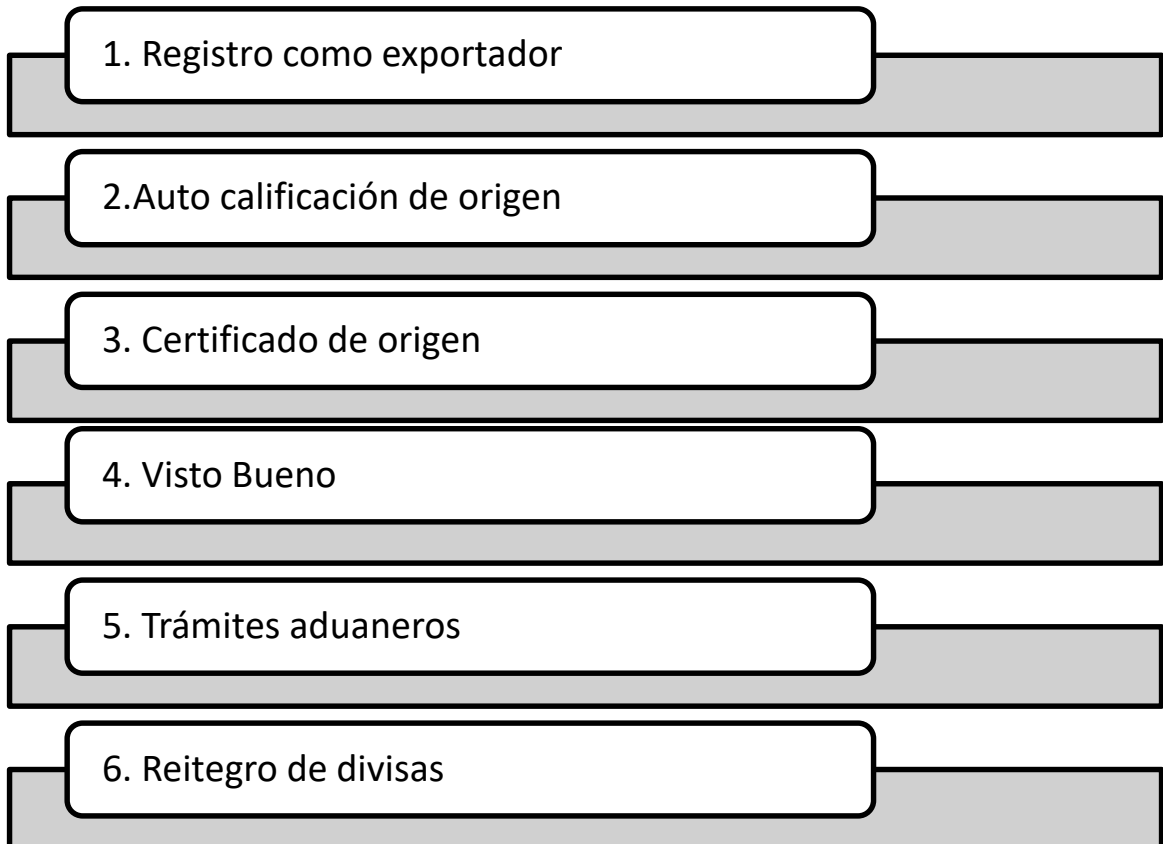 1. Registro como exportador
2.Auto calificación de origen
3. Certificado de origen
4. Visto Bueno
5. Trámites aduaneros
6. Reitegro de divisas